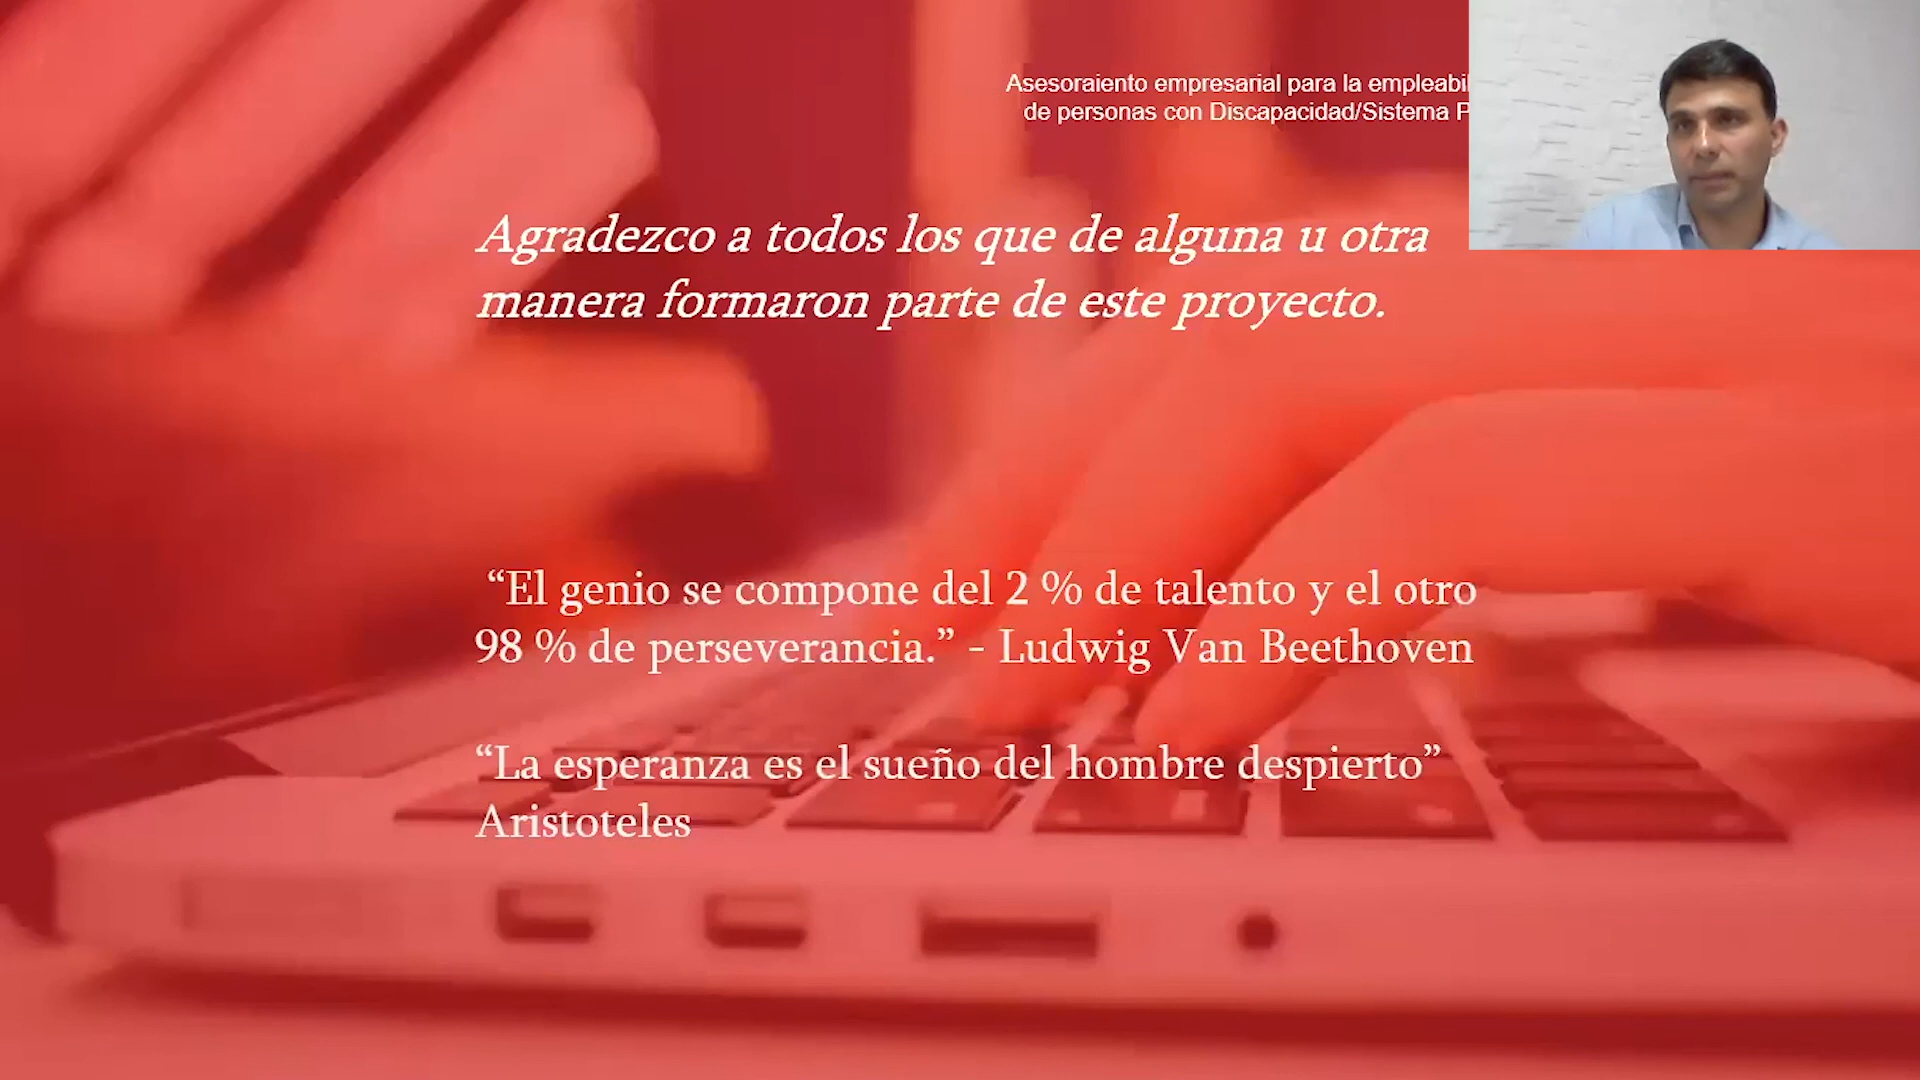 Asesoraiento empresarial para la
de personas con Discapacidad/Sistema
Agradezco a todos los que de alguna u otra
manera formaron parte de este proyecto.
“El genio se compone del 2 % de talento y el otro
98 % de perseverancia.” - Ludwig Van Beethoven
“La esperanza es el sueño del hombre despierto”
Aristoteles